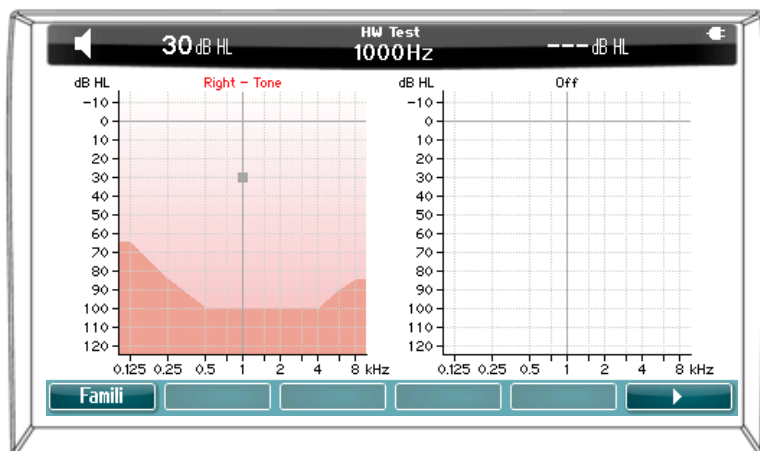 HW Test
30 dB HL
1000Hz
--- dB HL
dB HL
Right - Tone
-10
0
10
20
30
40
50
60
70
80
90
100
110
120
0.125 0.25 0.5 1 2 4 8 kHz
dB HL
Off
-10
0
10
20
30
40
50
60
70
80
90
100
110
120
0.125 0.25 0.5 1 2 4 8 kHz
Famili